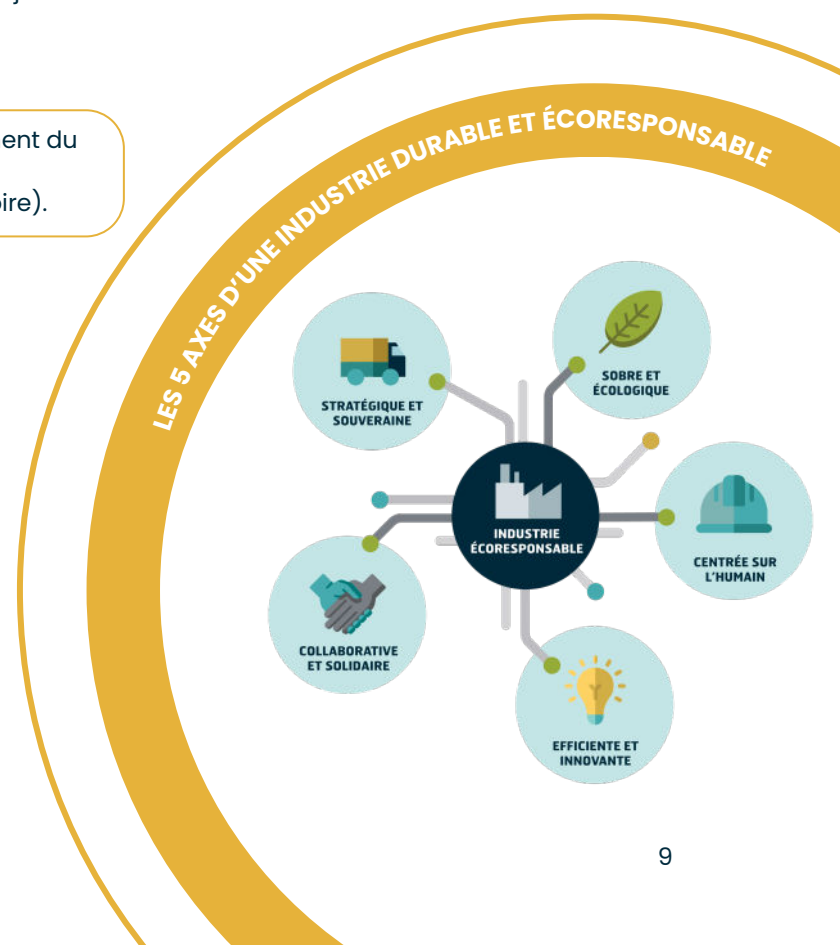 ent du
ire).
LES 5 AXES D'UNE INDUSTRIE DURABLE ET ÉCORESPONSABLE
SOBRE ET
ÉCOLOGIQUE
STRATÉGIQUE ET
SOUVERAINE
INDUSTRIE
ÉCORESPONSABLE
CENTRÉE SUR
L'HUMAIN
COLLABORATIVE
ET SOLIDAIRE
EFFICIENTE ET
INNOVANTE
9